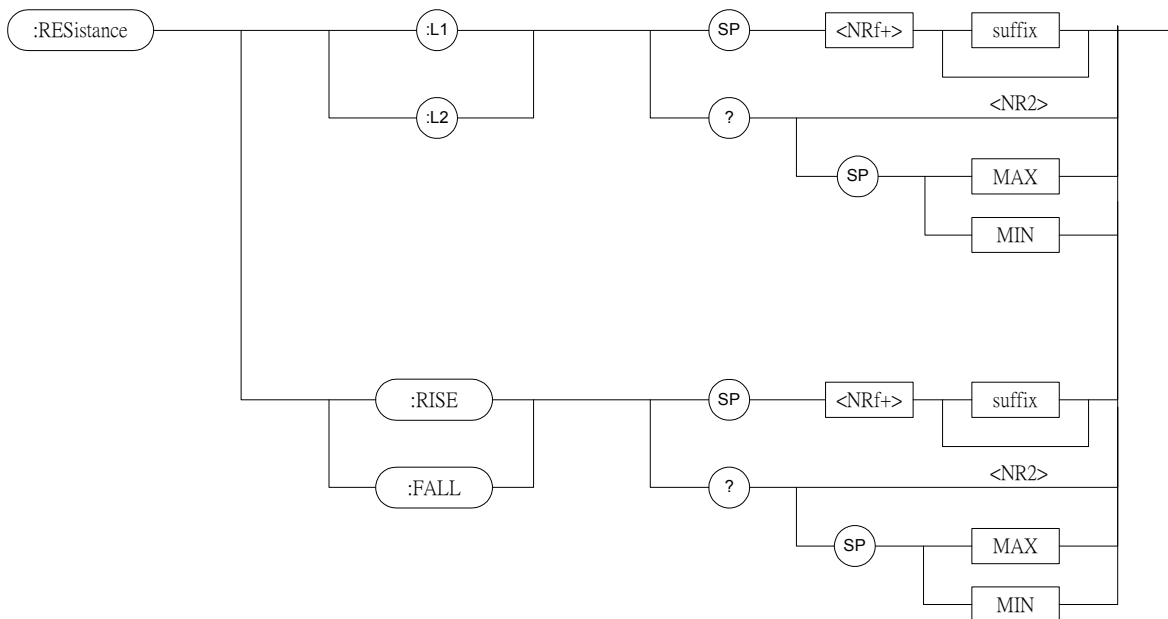 :RESistance
:L1
SP
<NRf+>
suffix
:L2
?
<NR2>
SP
MAX
MIN
:RISE
SP
<NRf+>
suffix
:FALL
?
<NR2>
SP
MAX
MIN